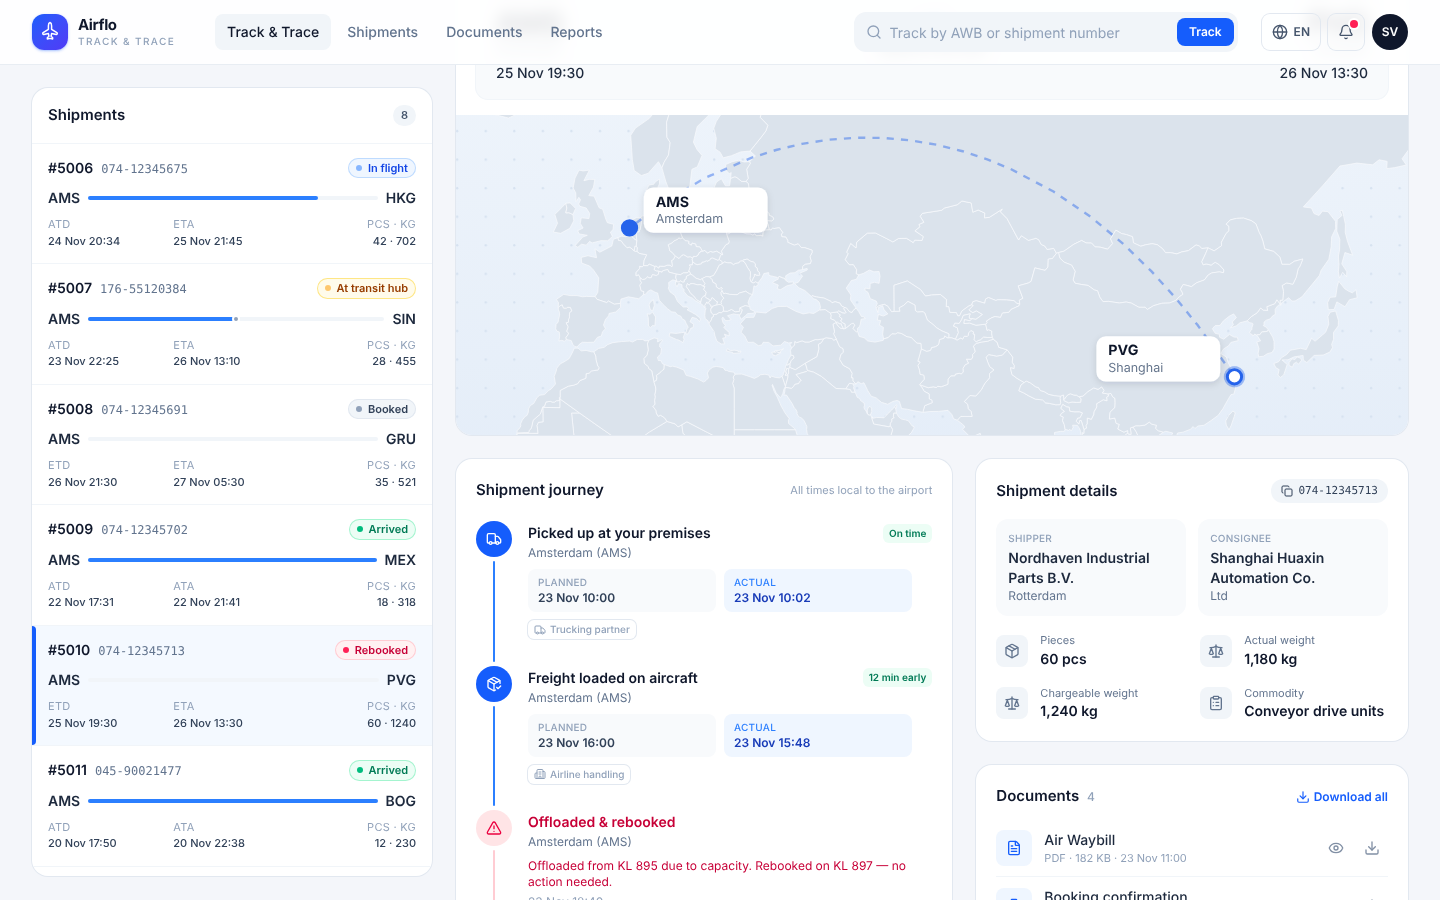 Airflo
TRACK & TRACE
Track & Trace
Shipments
Documents
Reports
Track by AWB or shipment number
Track
EN
SV
Shipments
8
#5006 074-12345675
In flight
AMS HKG
ATD ETA PCS · KG
24 Nov 20:34 25 Nov 21:45 42 · 702
#5007 176-55120384
At transit hub
AMS SIN
ATD ETA PCS · KG
23 Nov 22:25 26 Nov 13:10 28 · 455
#5008 074-12345691
Booked
AMS GRU
ETD ETA PCS · KG
26 Nov 21:30 27 Nov 05:30 35 · 521
#5009 074-12345702
Arrived
AMS MEX
ATD ATA PCS · KG
22 Nov 17:31 22 Nov 21:41 18 · 318
#5010 074-12345713
Rebooked
AMS PVG
ETD ETA PCS · KG
25 Nov 19:30 26 Nov 13:30 60 · 1240
#5011 045-90021477
Arrived
AMS BOG
ATD ATA PCS · KG
20 Nov 17:50 20 Nov 22:38 12 · 230
25 Nov 19:30 26 Nov 13:30
AMS
Amsterdam
PVG
Shanghai
Shipment journey
All times local to the airport
Picked up at your premises
On time
Amsterdam (AMS)
PLANNED ACTUAL
23 Nov 10:00 23 Nov 10:02
Trucking partner
Freight loaded on aircraft
12 min early
Amsterdam (AMS)
PLANNED ACTUAL
23 Nov 16:00 23 Nov 15:48
Airline handling
Offloaded & rebooked
Amsterdam (AMS)
Offloaded from KL 895 due to capacity. Rebooked on KL 897 — no
action needed.
Shipment details
074-12345713
SHIPPER
Nordhaven Industrial
Parts B.V.
Rotterdam
CONSIGNEE
Shanghai Huaxin
Automation Co.
Ltd
Pieces
60 pcs
Actual weight
1,180 kg
Chargeable weight
1,240 kg
Commodity
Conveyor drive units
Documents 4
Download all
Air Waybill
PDF · 182 KB · 23 Nov 11:00
Booking confirmation